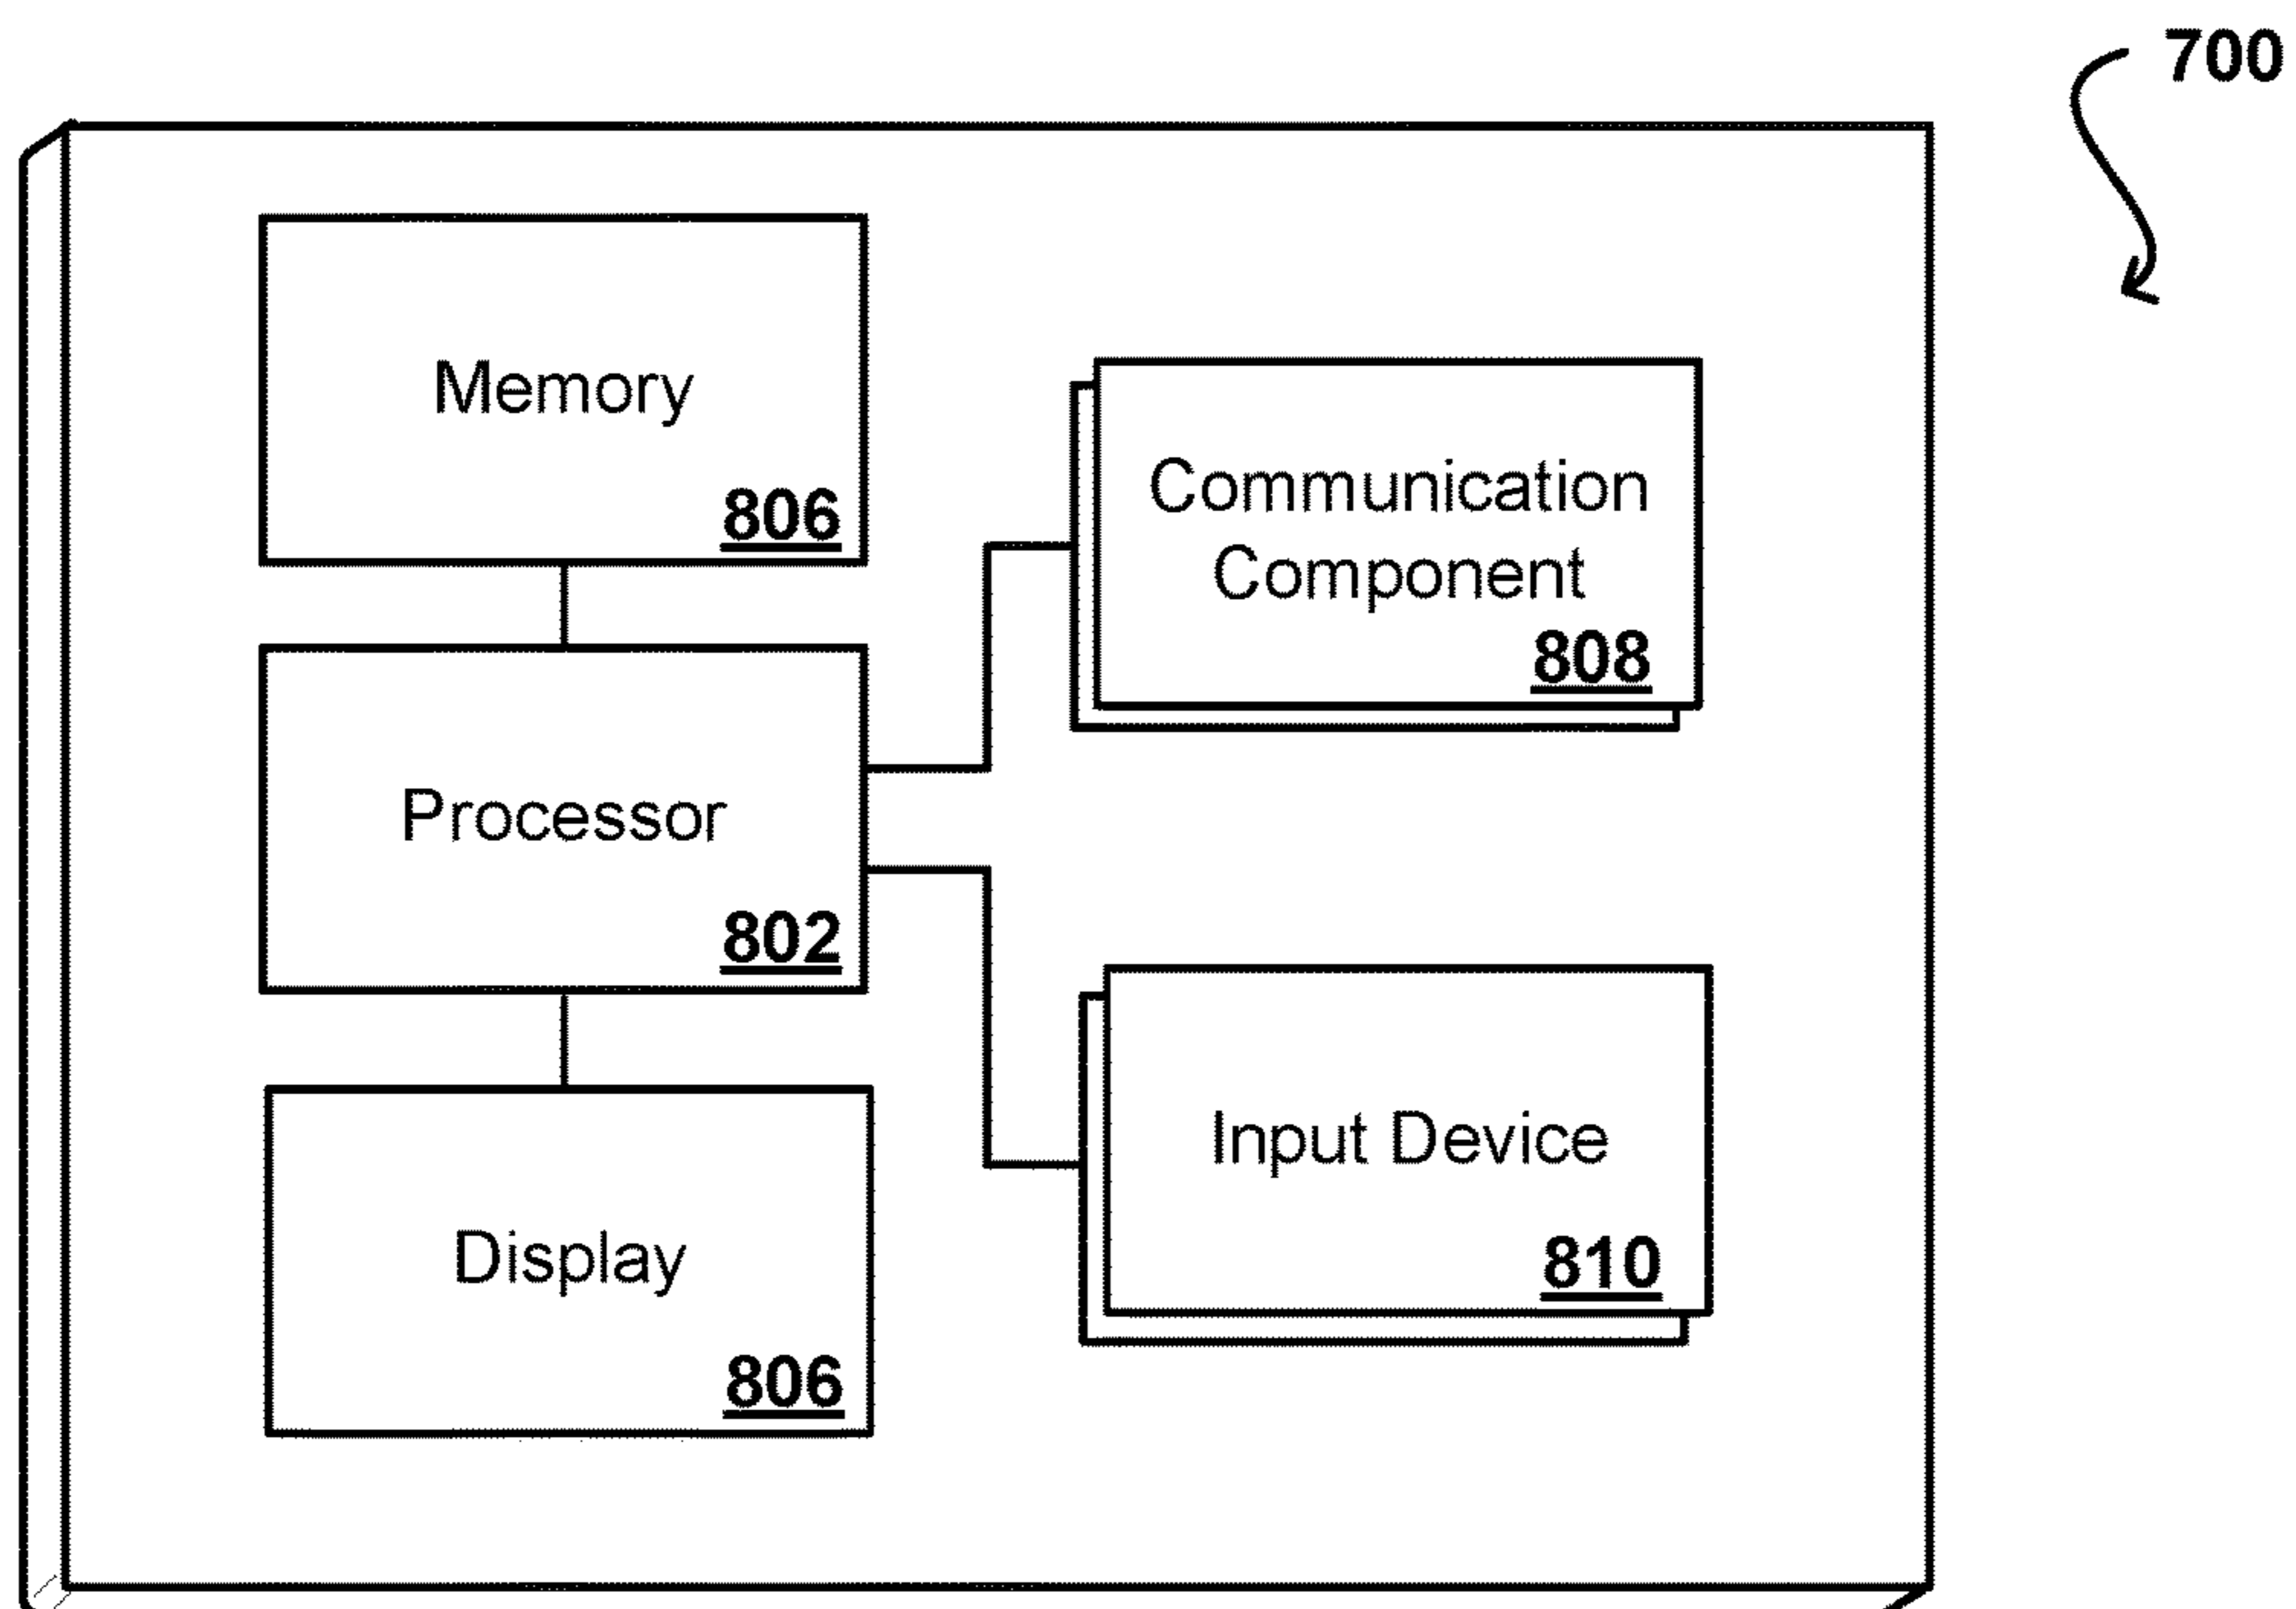 700
Memory
806
Communication
Component
808
Processor
802
Input Device
810
Display
806